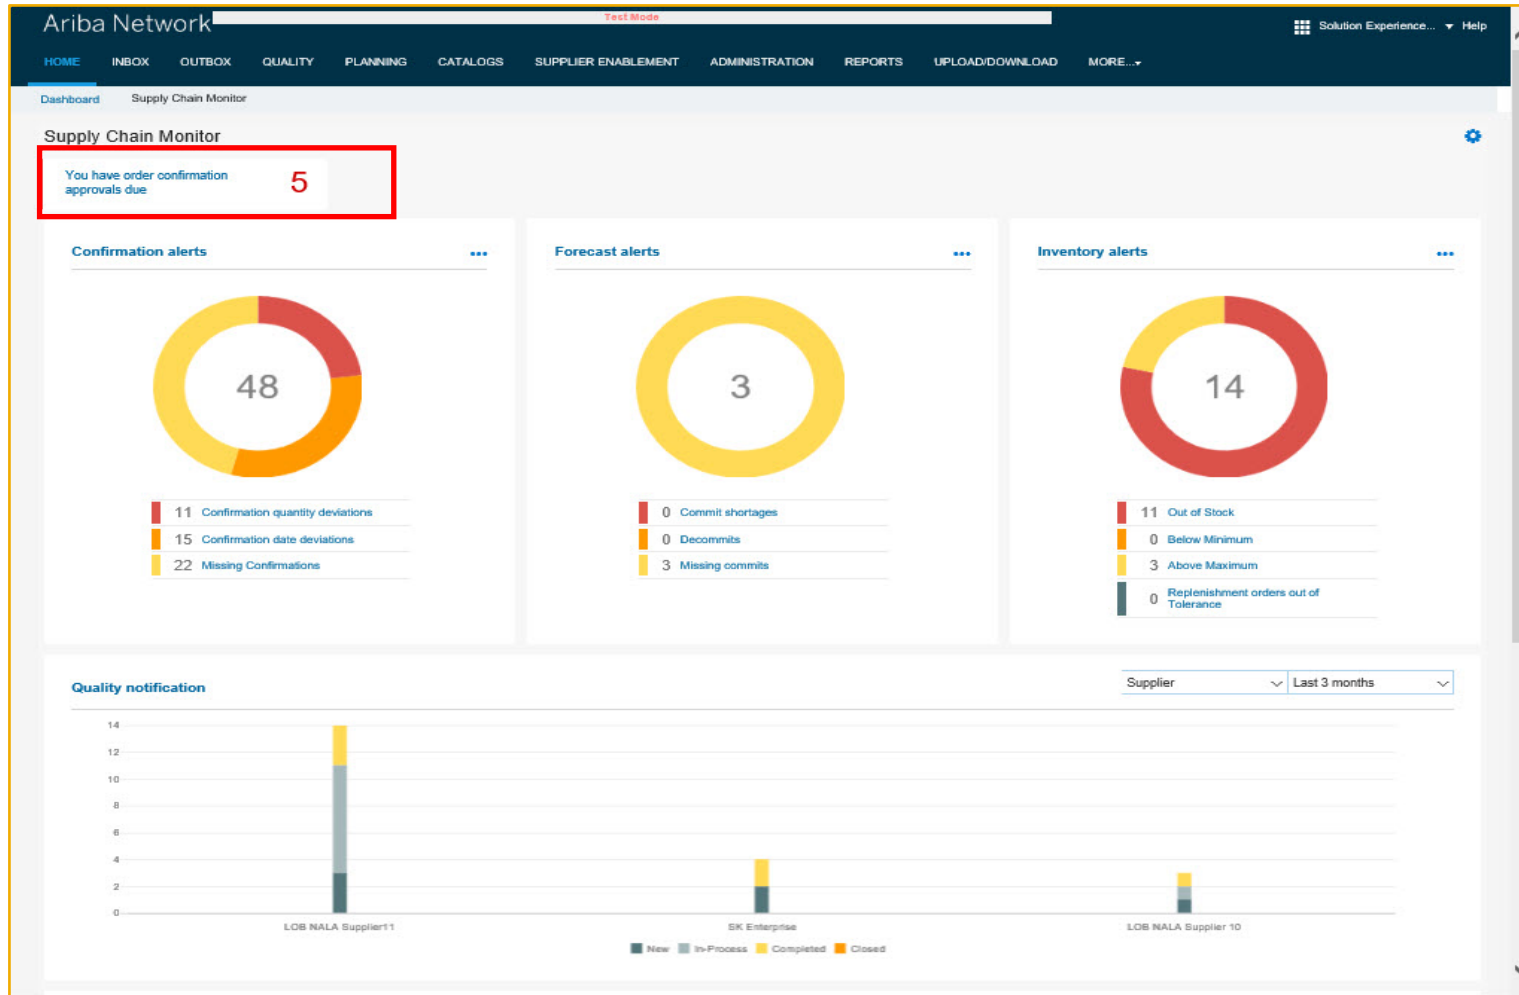 Ariba Network
Test Mode
Solution Experience... Help
HOME INBOX OUTBOX QUALITY PLANNING CATALOGS SUPPLIER ENABLEMENT ADMINISTRATION REPORTS UPLOAD/DOWNLOAD MORE...
Dashboard Supply Chain Monitor
Supply Chain Monitor
You have order confirmation
approvals due
5
Confirmation alerts
48
11 Confirmation quantity deviations
15 Confirmation date deviations
22 Missing Confirmations
Forecast alerts
3
0 Commit shortages
0 Decommits
3 Missing commits
Inventory alerts
14
11 Out of Stock
0 Below Minimum
3 Above Maximum
0 Replenishment orders out of
Tolerance
Quality notification
Supplier Last 3 months
14
12
10
8
6
4
2
0
LOB NALA Supplier11 SK Enterprise LOB NALA Supplier 10
New In-Process Completed Closed